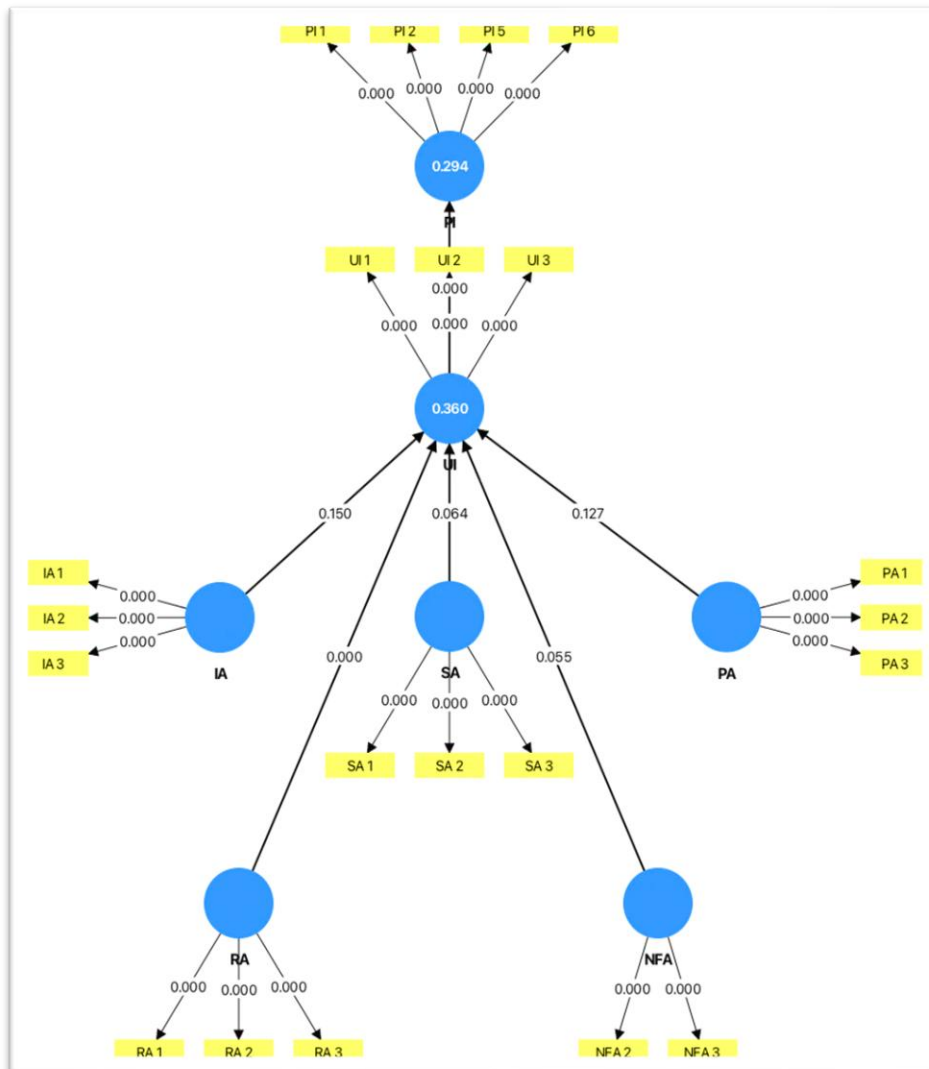 PI 1 PI 2 PI 5 PI 6
0.000 0.000 0.000 0.000
0.294
PI
UI 1 UI 2 UI 3
0.000
0.000 0.000 0.000
0.360
UI
0.150 0.064 0.127
IA 1
IA 2
IA 3
0.000
0.000
0.000
IA
SA
PA
0.000
0.000
0.000
PA 1
PA 2
PA 3
0.000 0.055
0.000 0.000 0.000
SA 1 SA 2 SA 3
RA
NFA
0.000 0.000 0.000
0.000 0.000
RA 1 RA 2 RA 3
NFA 2 NFA 3